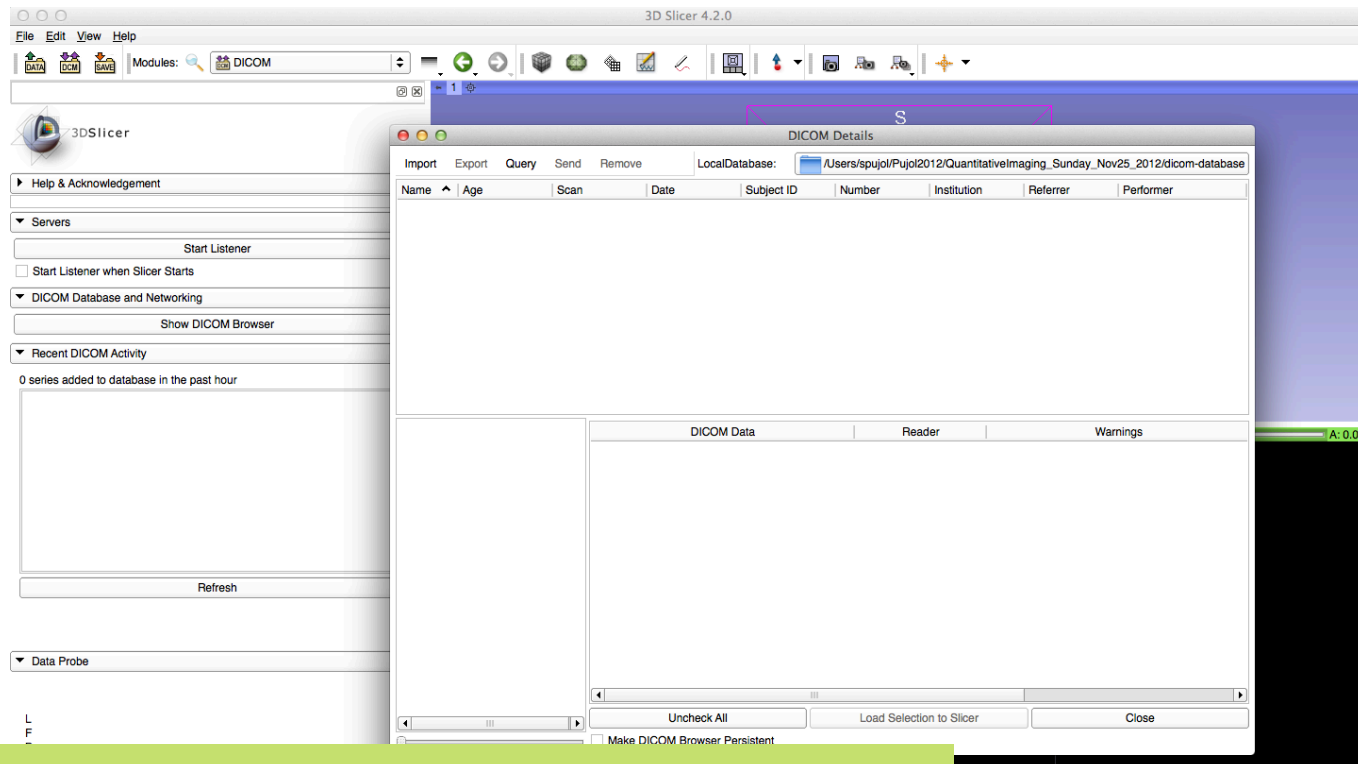 3D Slicer 4.2.0
File Edit View Help
DATA DCM SAVE Modules: DICOM
1
S
3DSlicer
DICOM Details
Import Export Query Send Remove LocalDatabase: /Users/spujol/Pujol2012/QuantitativeImaging_Sunday_Nov25_2012/dicom-database
Help & Acknowledgement
Name Age Scan Date Subject ID Number Institution Referrer Performer
Servers
Start Listener
Start Listener when Slicer Starts
DICOM Database and Networking
Show DICOM Browser
Recent DICOM Activity
0 series added to database in the past hour
DICOM Data Reader Warnings
A: 0.0
Refresh
Data Probe
L
F
Uncheck All Load Selection to Slicer Close
Make DICOM Browser Persistent